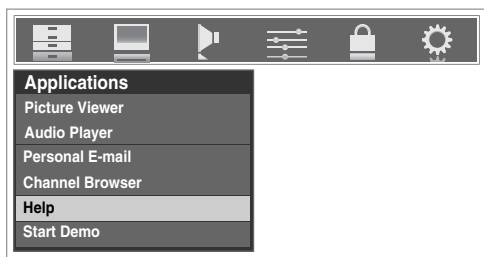 Applications
Picture Viewer
Audio Player
Personal E-mail
Channel Browser
Help
Start Demo